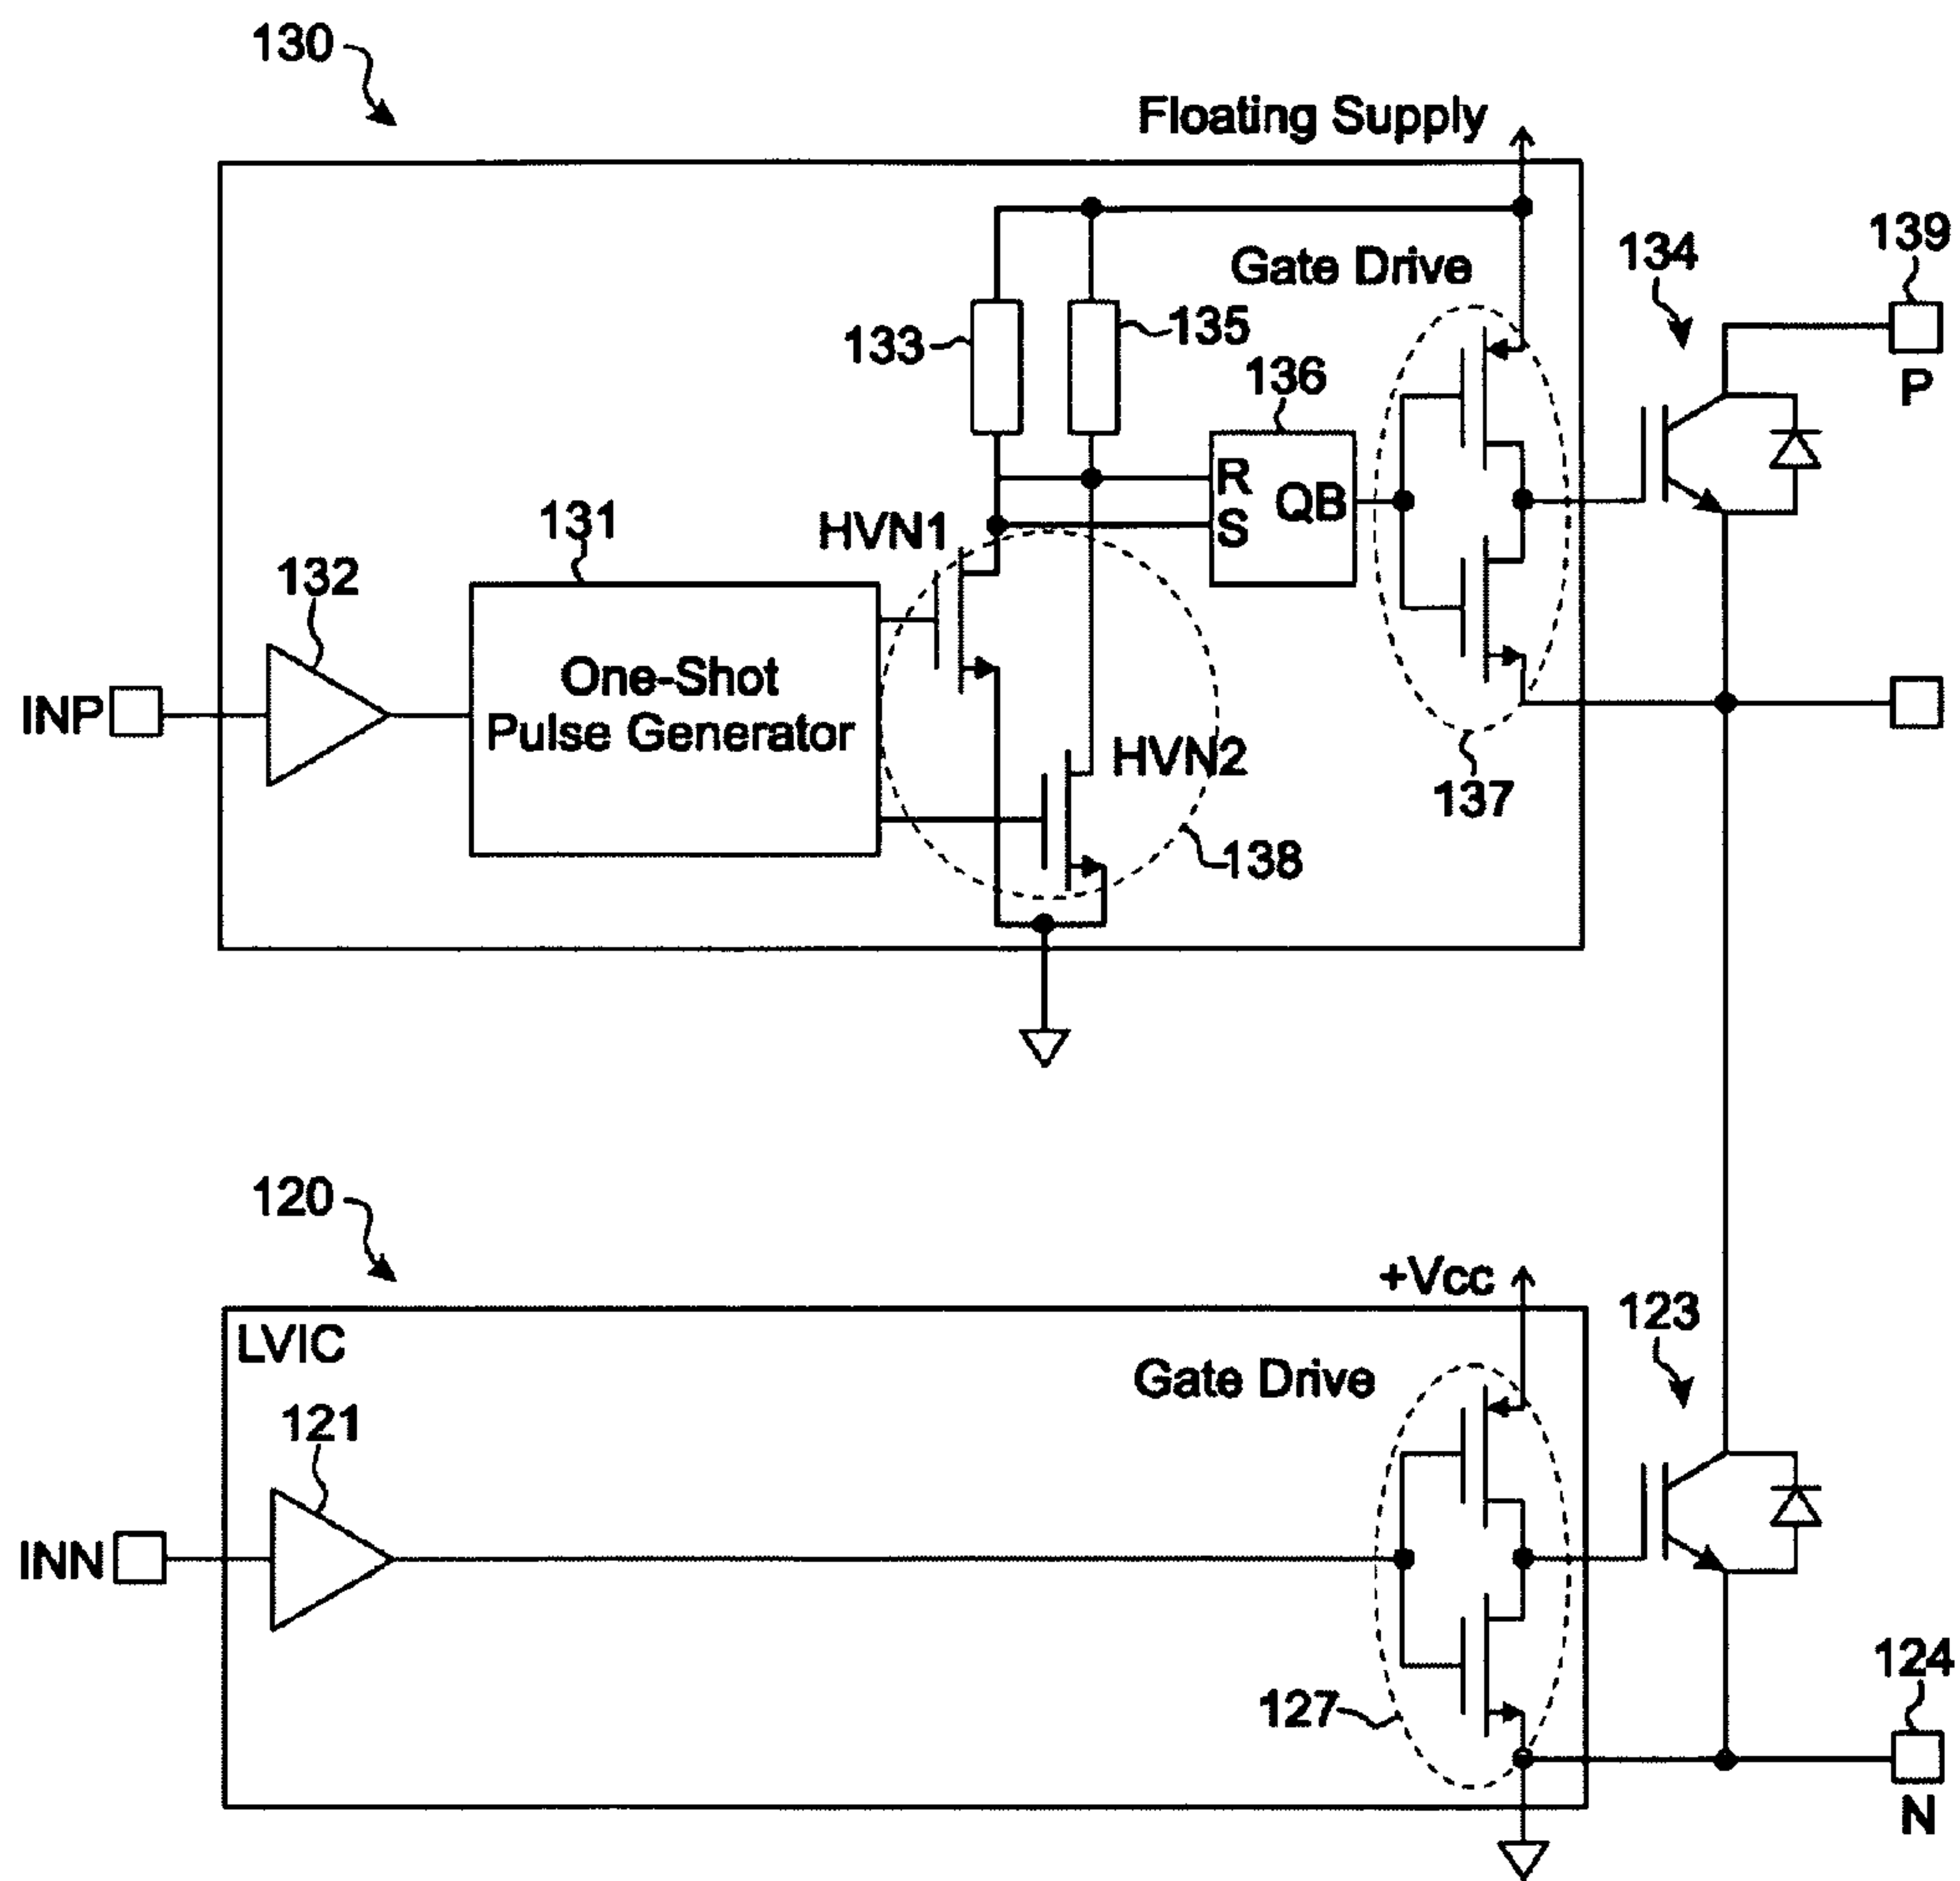 130
Floating Supply
139
134
Gate Drive
133
135
P
136
R
QB
S
131
HVN1
132
One-Shot
Pulse Generator
INP
HVN2
137
138
120
+Vcc
123
LVIC
Gate Drive
121
INN
124
127
N